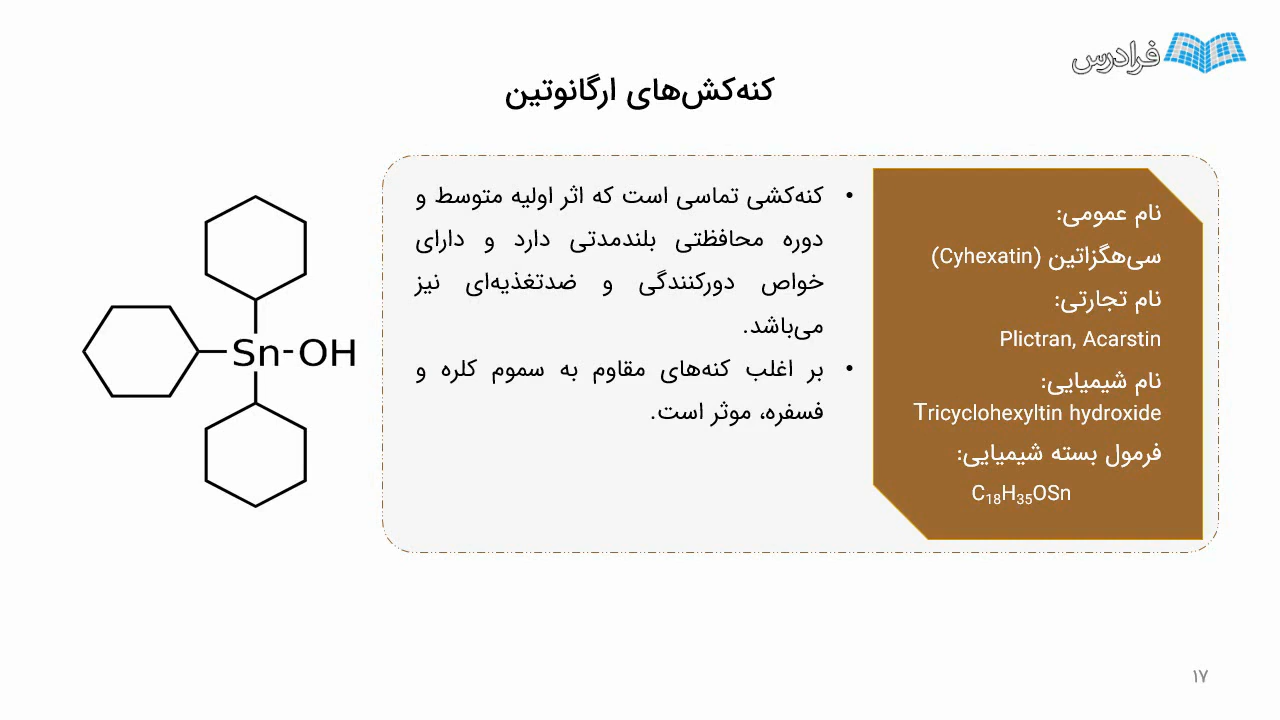 فرادرس
کنه‌کش‌های ارگانوتین
نام عمومی:
سی‌هگزاتین (Cyhexatin)
نام تجارتی:
Plictran, Acarstin
نام شیمیایی:
Tricyclohexyltin hydroxide
فرمول بسته شیمیایی:
C₁₈H₃₅OSn
• کنه‌کشی تماسی است که اثر اولیه متوسط و
دوره محافظتی بلندمدتی دارد و دارای
خواص دورکنندگی و ضدتغذیه‌ای نیز
می‌باشد.
• بر اغلب کنه‌های مقاوم به سموم کلره و
فسفره، موثر است.
Sn-OH
۱۷